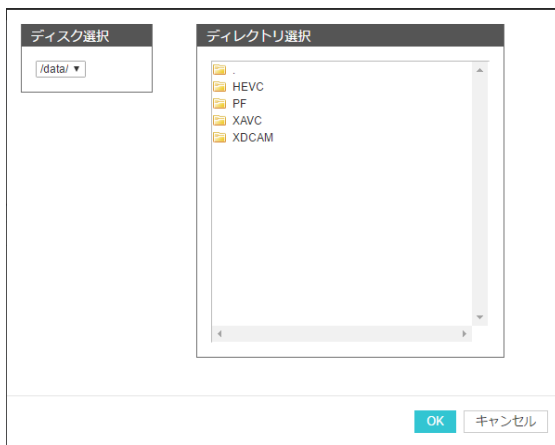 ディスク選択
/data/
ディレクトリ選択
.
HEVC
PF
XAVC
XDCAM
OK
キャンセル